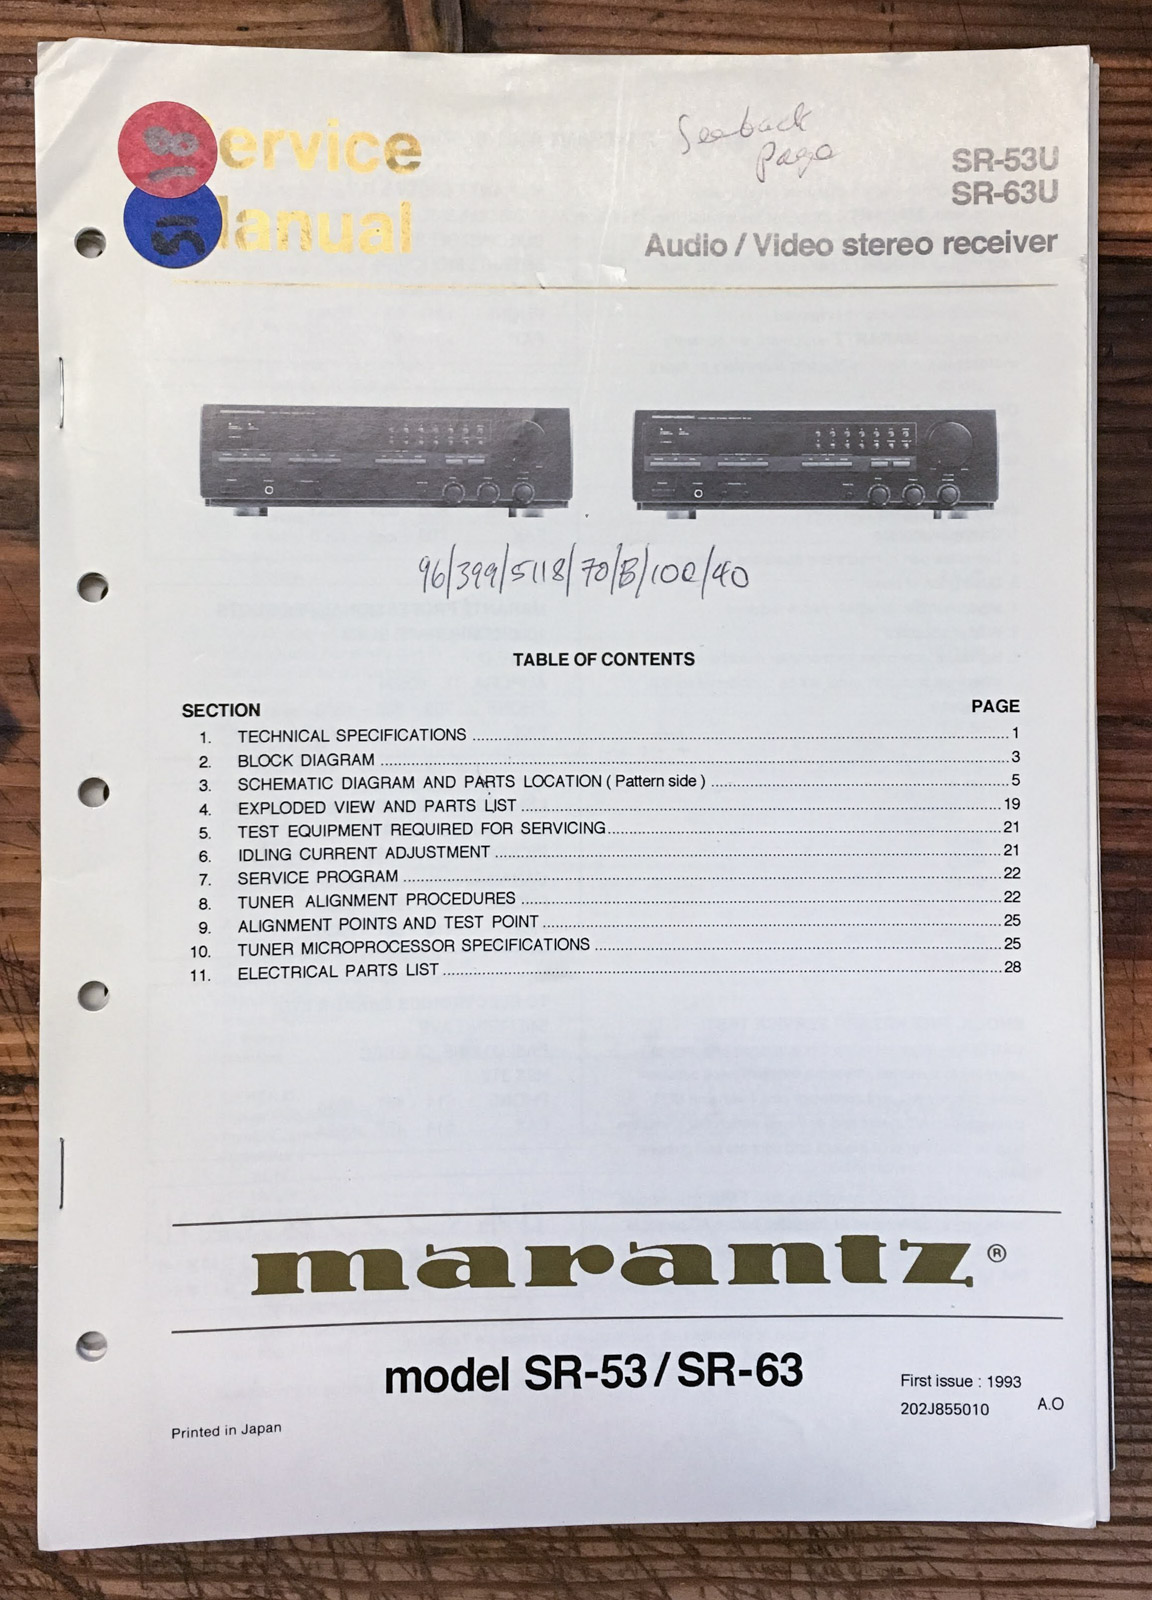 Service
Manual
18
51
See back
page
SR-53U
SR-63U
Audio / Video stereo receiver
96/399/5118/70/B/100/40
TABLE OF CONTENTS
SECTION PAGE
1. TECHNICAL SPECIFICATIONS ........ 1
2. BLOCK DIAGRAM ........ 3
3. SCHEMATIC DIAGRAM AND PARTS LOCATION ( Pattern side ) ........ 5
4. EXPLODED VIEW AND PARTS LIST ........ 19
5. TEST EQUIPMENT REQUIRED FOR SERVICING ........ 21
6. IDLING CURRENT ADJUSTMENT ........ 21
7. SERVICE PROGRAM ........ 22
8. TUNER ALIGNMENT PROCEDURES ........ 22
9. ALIGNMENT POINTS AND TEST POINT ........ 25
10. TUNER MICROPROCESSOR SPECIFICATIONS ........ 25
11. ELECTRICAL PARTS LIST ........ 28
marantz ®
model SR-53 / SR-63
First issue : 1993
202J855010 A.O
Printed in Japan